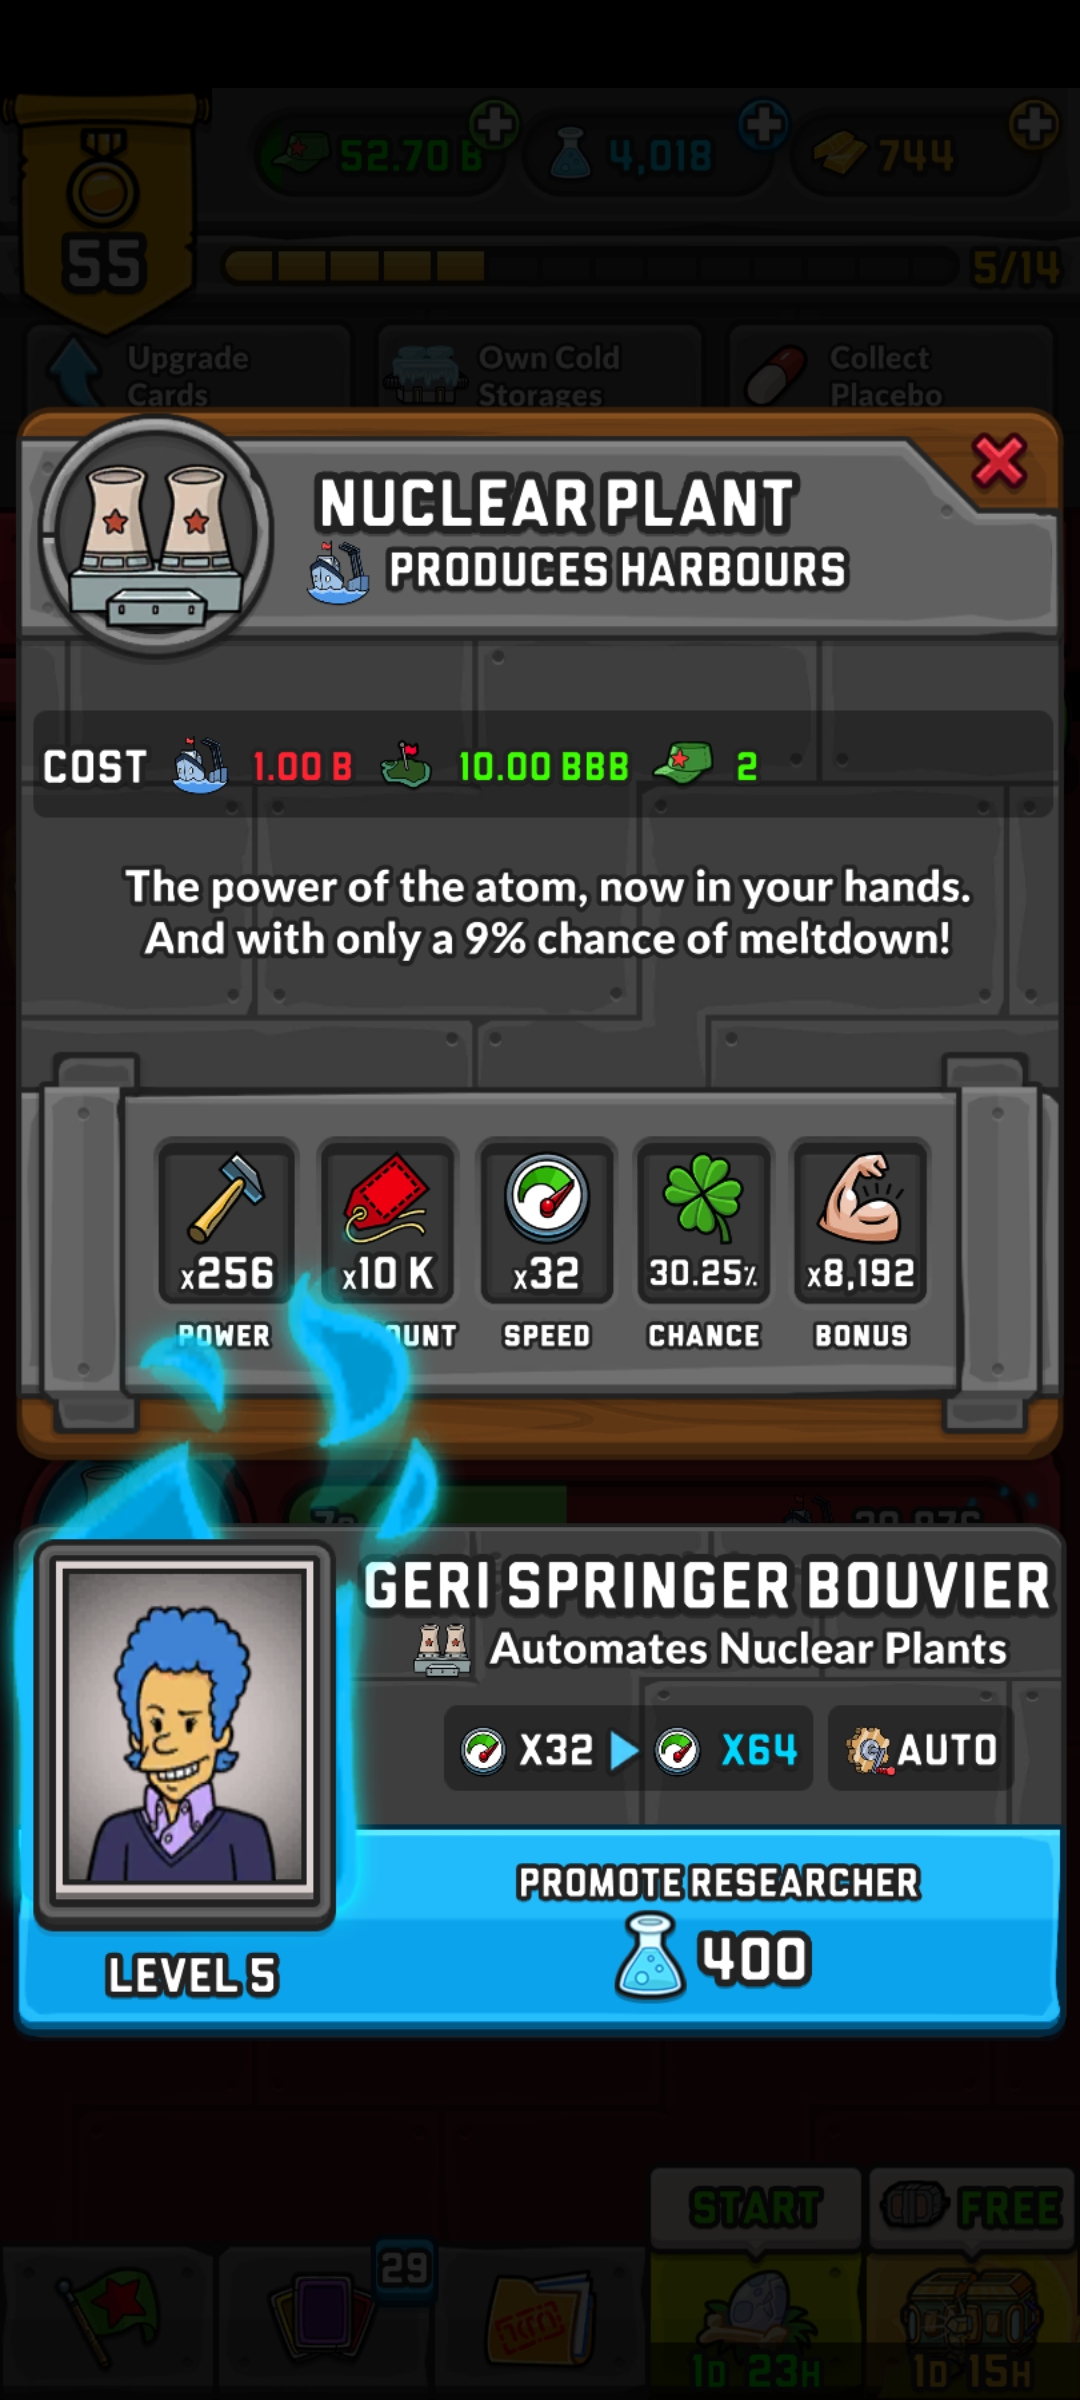 52.70 B
4,018
744
55
5/14
Upgrade
Cards
Own Cold
Storages
Collect
Placebo
NUCLEAR PLANT
PRODUCES HARBOURS
COST 1.00 B 10.00 BBB 2
The power of the atom, now in your hands.
And with only a 9% chance of meltdown!
x256 x10 K x32 30.25% x8,192
POWER SPEED CHANCE BONUS
GERI SPRINGER BOUVIER
Automates Nuclear Plants
X32 X64 AUTO
PROMOTE RESEARCHER
400
LEVEL 5
START
FREE
29
1D 23H
1D 15H